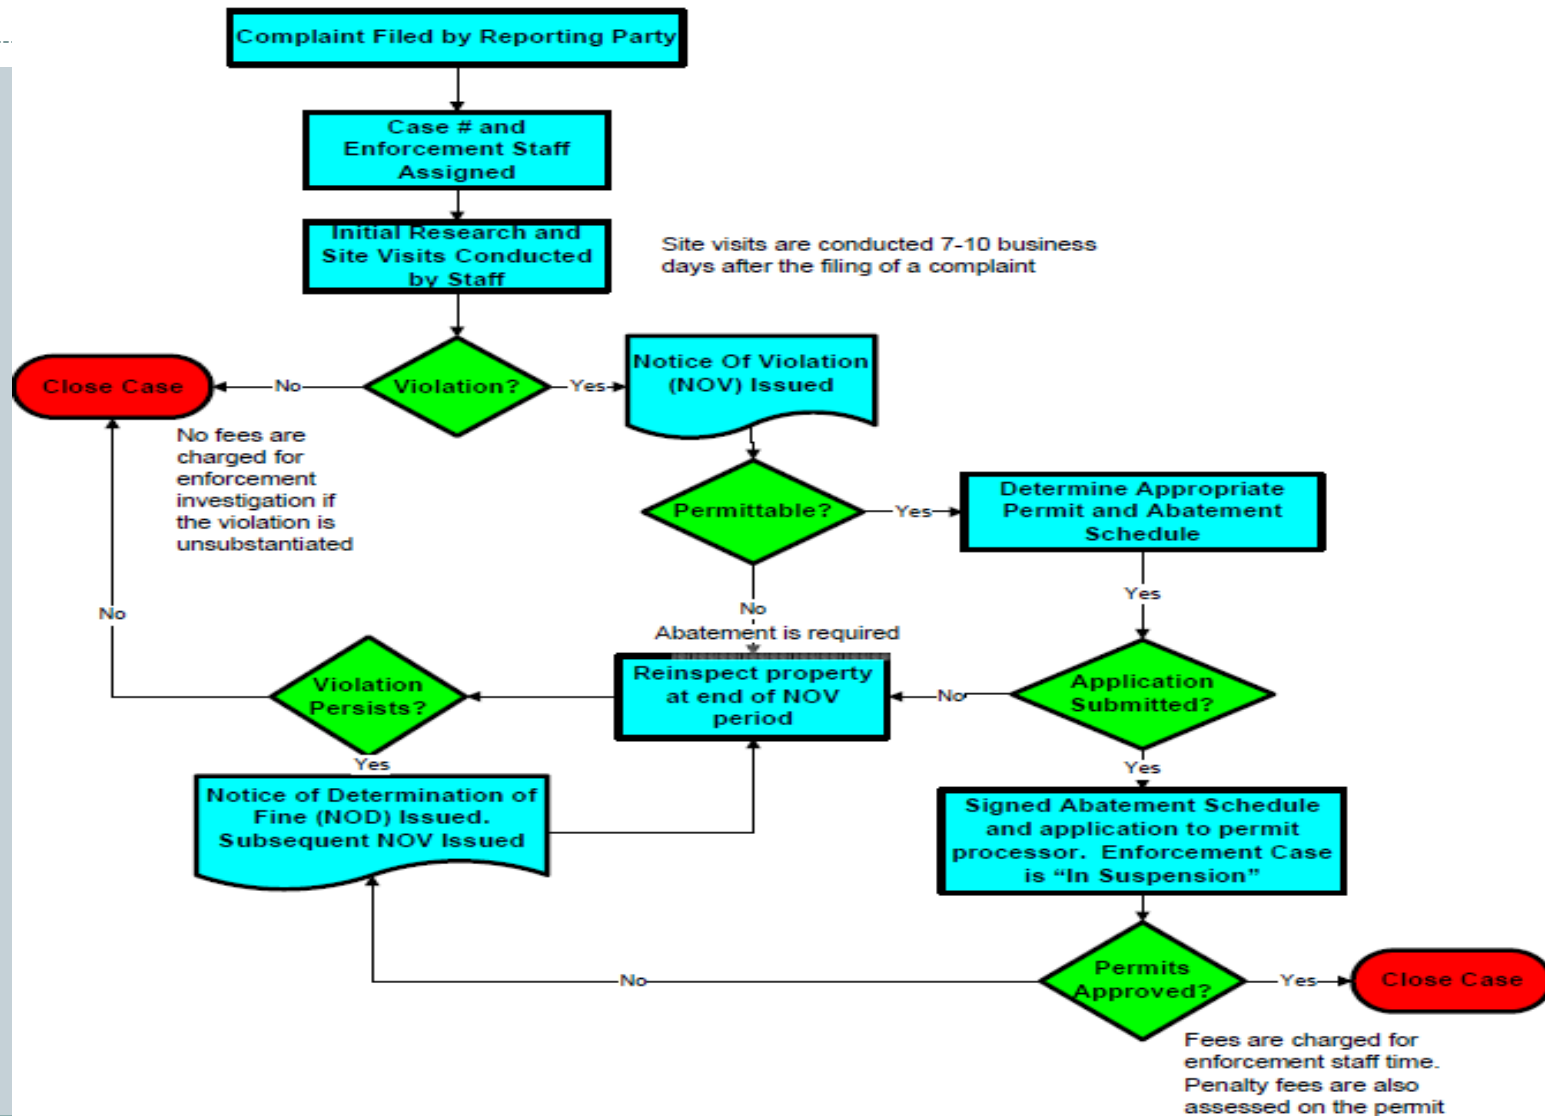 Complaint Filed by Reporting Party
Case # and
Enforcement Staff
Assigned
Initial Research and
Site Visits Conducted
by Staff
Site visits are conducted 7-10 business
days after the filing of a complaint
Close Case
No
Violation?
Yes
Notice Of Violation
(NOV) Issued
No fees are
charged for
enforcement
investigation if
the violation is
unsubstantiated
Permittable?
Yes
Determine Appropriate
Permit and Abatement
Schedule
Yes
No
No
Abatement is required
Violation
Persists?
Reinspect property
at end of NOV
period
No
Application
Submitted?
Yes
Yes
Notice of Determination of
Fine (NOD) Issued.
Subsequent NOV Issued
Signed Abatement Schedule
and application to permit
processor. Enforcement Case
is “In Suspension”
No
Permits
Approved?
Yes
Close Case
Fees are charged for
enforcement staff time.
Penalty fees are also
assessed on the permit